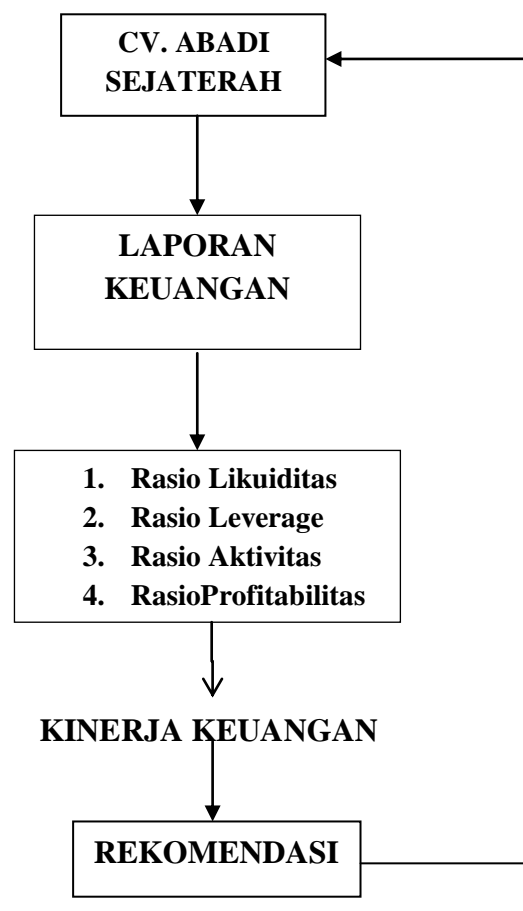 CV. ABADI
SEJATERAH
LAPORAN
KEUANGAN
1. Rasio Likuiditas
2. Rasio Leverage
3. Rasio Aktivitas
4. RasioProfitabilitas
KINERJA KEUANGAN
REKOMENDASI